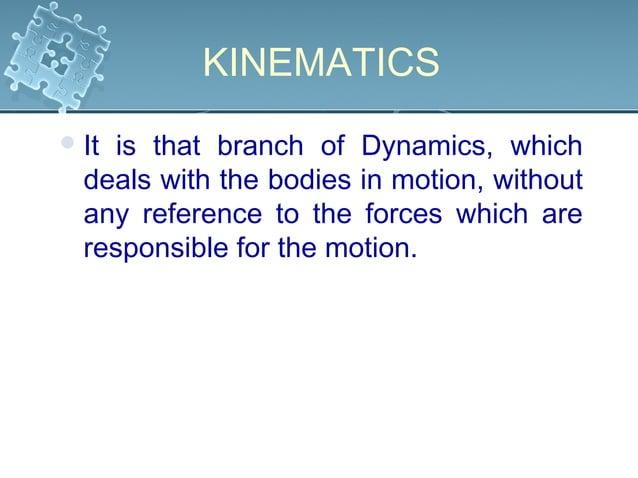 KINEMATICS
It is that branch of Dynamics, which
deals with the bodies in motion, without
any reference to the forces which are
responsible for the motion.